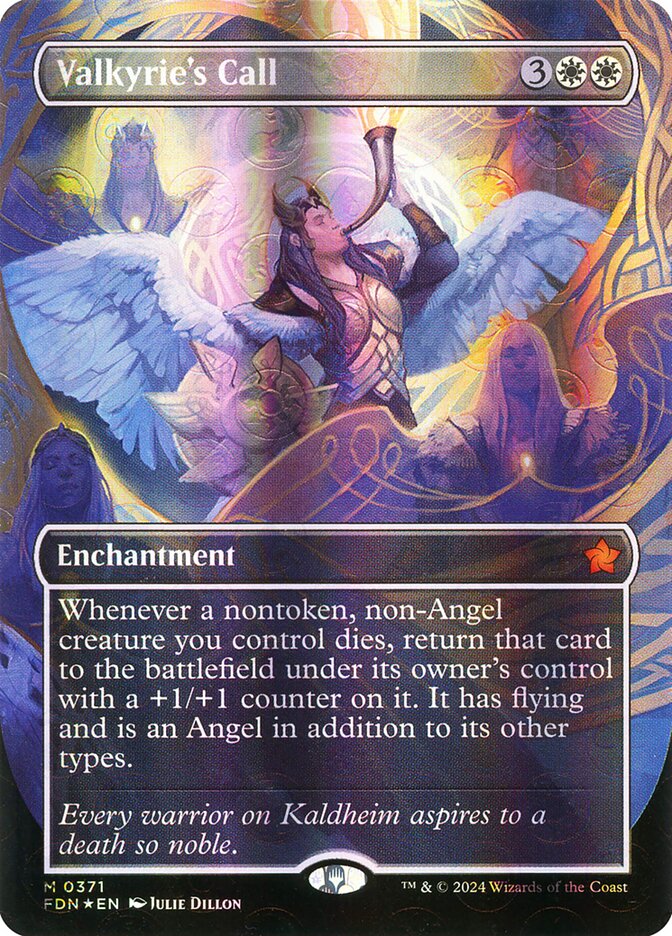 Valkyrie's Call 3
Enchantment
Whenever a nontoken, non-Angel
creature you control dies, return that card
to the battlefield under its owner's control
with a +1/+1 counter on it. It has flying
and is an Angel in addition to its other
types.
Every warrior on Kaldheim aspires to a
death so noble.
M 0371
FDN★EN JULIE DILLON
™ & © 2024 Wizards of the Coast